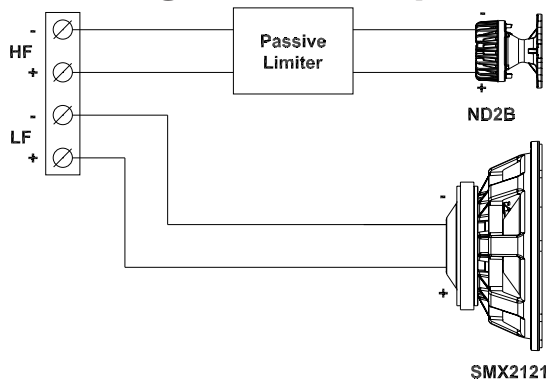 -
HF
+
-
LF
+
Passive
Limiter
-
+
ND2B
-
+
SMX2121